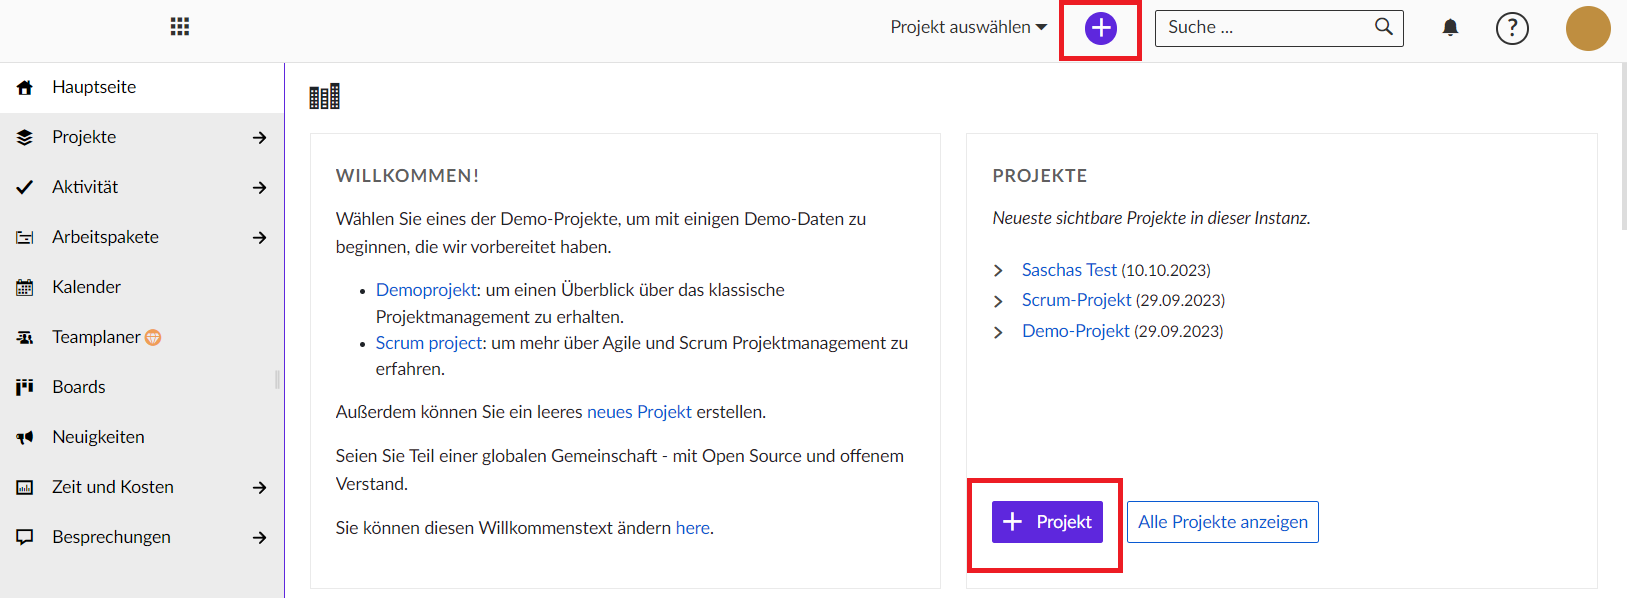 Projekt auswählen
Suche ...
?
Hauptseite
Projekte
Aktivität
Arbeitspakete
Kalender
Teamplaner
Boards
Neuigkeiten
Zeit und Kosten
Besprechungen
WILLKOMMEN!
Wählen Sie eines der Demo-Projekte, um mit einigen Demo-Daten zu
beginnen, die wir vorbereitet haben.
• Demoprojekt: um einen Überblick über das klassische
Projektmanagement zu erhalten.
• Scrum project: um mehr über Agile und Scrum Projektmanagement zu
erfahren.
Außerdem können Sie ein leeres neues Projekt erstellen.
Seien Sie Teil einer globalen Gemeinschaft - mit Open Source und offenem
Verstand.
Sie können diesen Willkommenstext ändern here.
PROJEKTE
Neueste sichtbare Projekte in dieser Instanz.
Saschas Test (10.10.2023)
Scrum-Projekt (29.09.2023)
Demo-Projekt (29.09.2023)
+ Projekt
Alle Projekte anzeigen